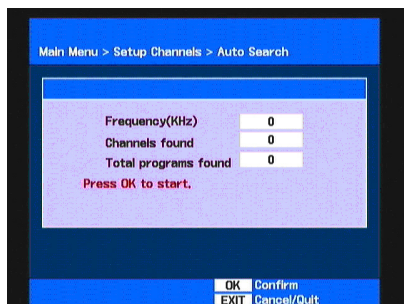 Main Menu > Setup Channels > Auto Search
Frequency(KHz) 0
Channels found 0
Total programs found 0
Press OK to start.
OK Confirm
EXIT Cancel/Quit